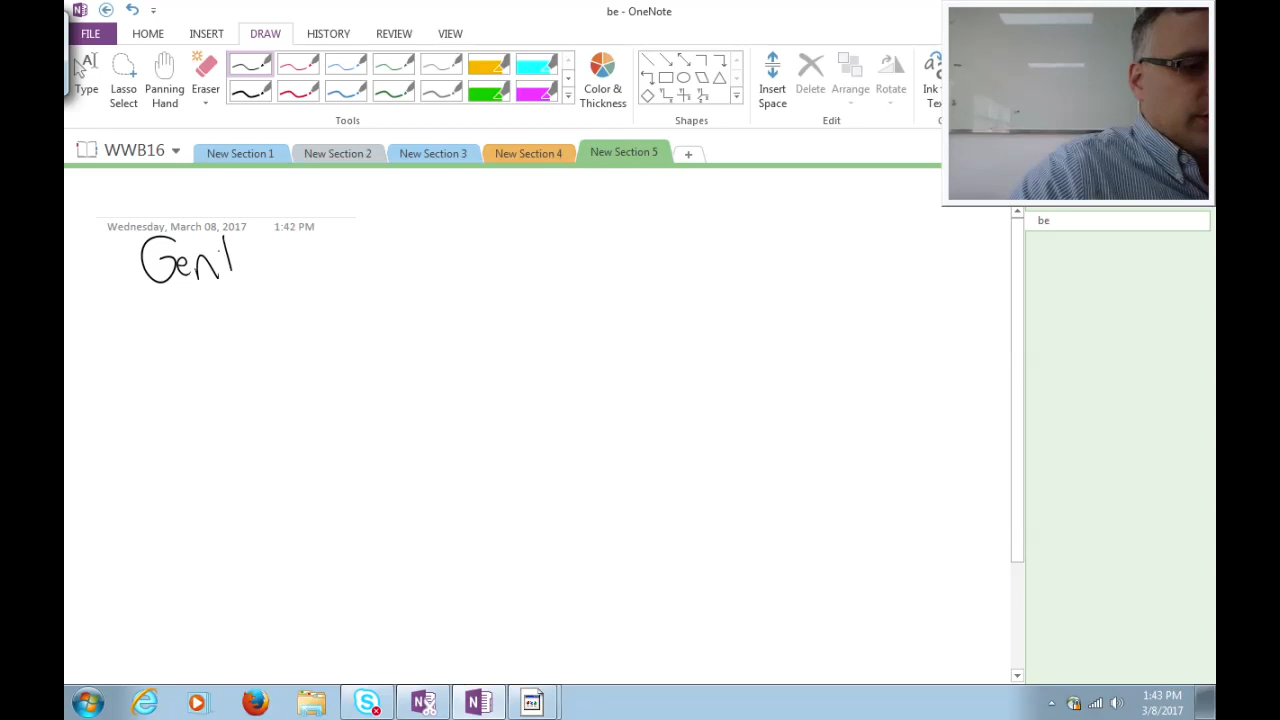 be - OneNote
FILE HOME INSERT DRAW HISTORY REVIEW VIEW
Type
Lasso Select
Panning Hand
Eraser
Color & Thickness
Insert Space
Delete
Arrange
Rotate
Tools
Shapes
Edit
WWB16 New Section 1 New Section 2 New Section 3 New Section 4 New Section 5
be
Wednesday, March 08, 2017 1:42 PM
1:43 PM
3/8/2017